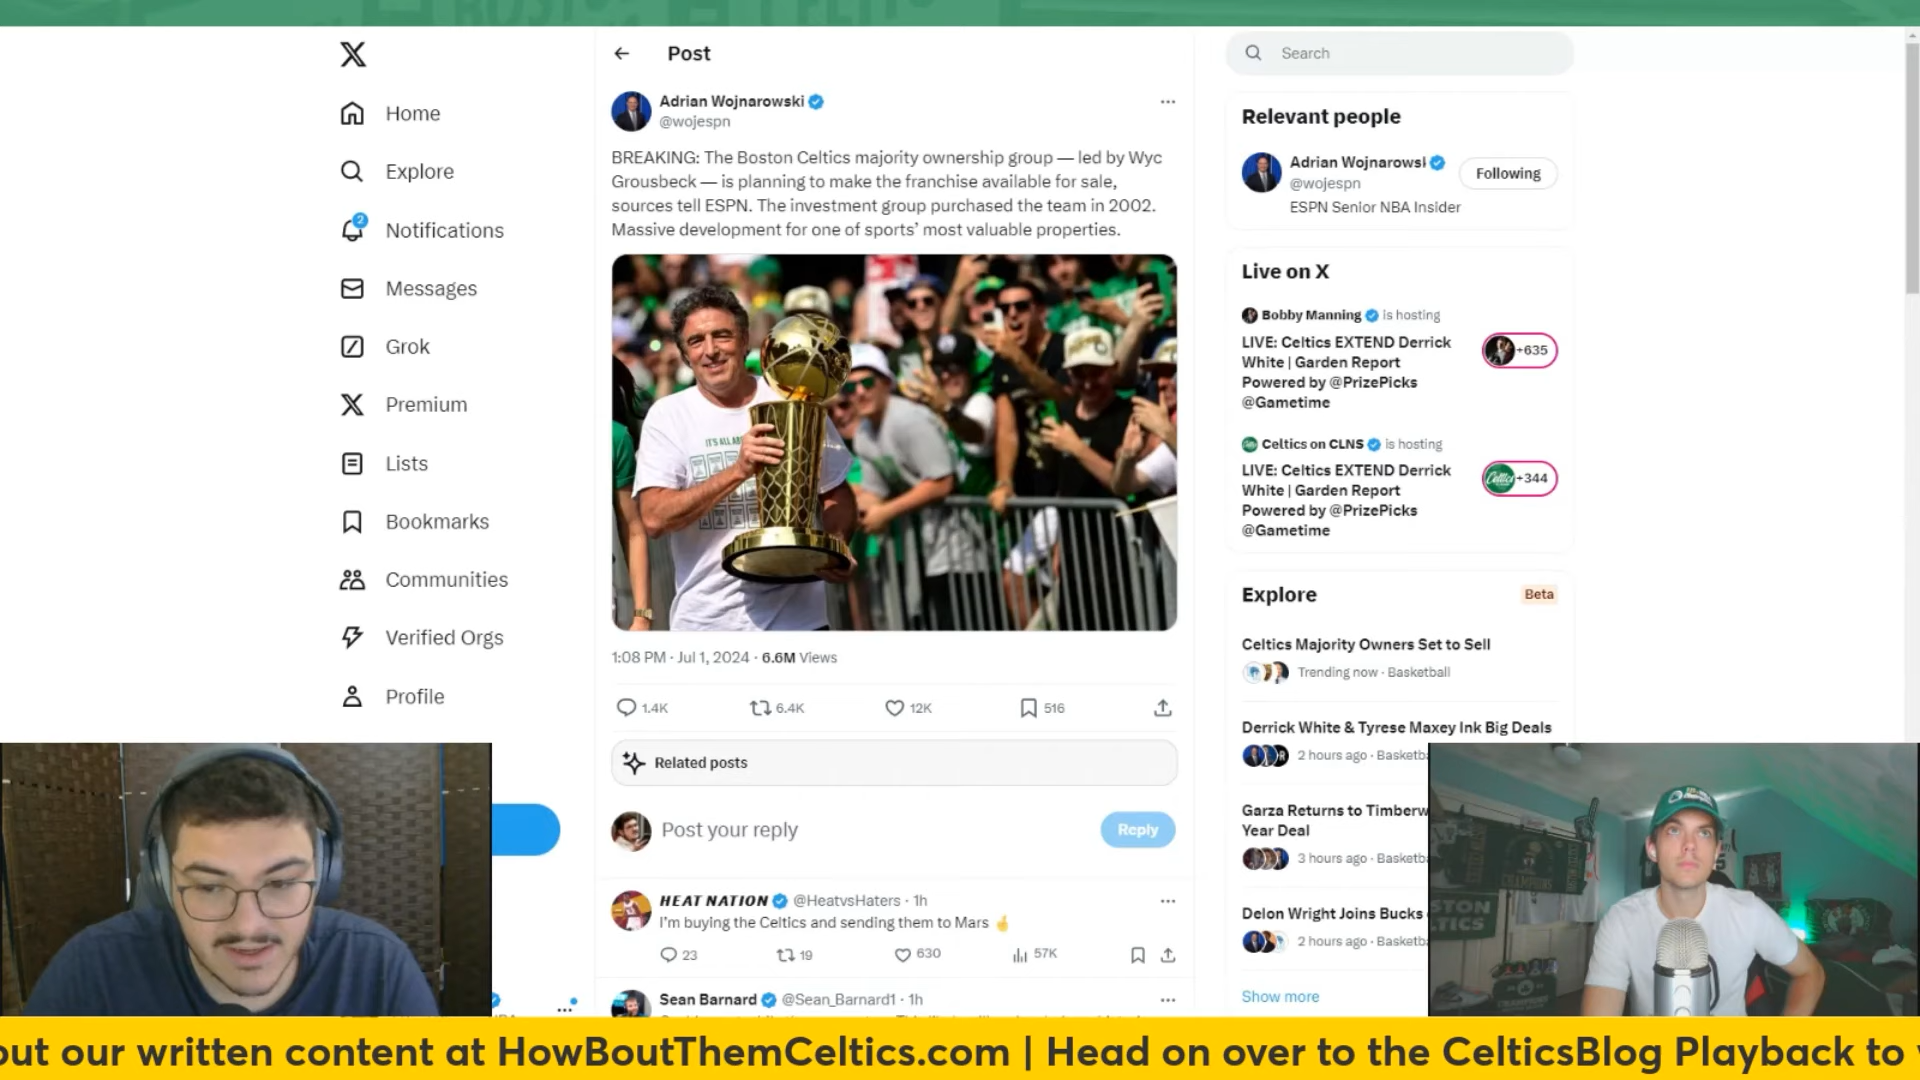 Post
Search
Home
Explore
2
Notifications
Messages
Grok
Premium
Lists
Bookmarks
Communities
Verified Orgs
Profile
Adrian Wojnarowski
@wojespn
BREAKING: The Boston Celtics majority ownership group — led by Wyc
Grousbeck — is planning to make the franchise available for sale,
sources tell ESPN. The investment group purchased the team in 2002.
Massive development for one of sports’ most valuable properties.
IT'S ALL
1:08 PM · Jul 1, 2024 · 6.6M Views
1.4K 6.4K 12K 516
Related posts
Post your reply
Reply
HEAT NATION @HeatvsHaters · 1h
I'm buying the Celtics and sending them to Mars
23 19 630 57K
Sean Barnard @Sean_Barnard1 · 1h
Relevant people
Adrian Wojnarowsl
@wojespn
Following
ESPN Senior NBA Insider
Live on X
Bobby Manning is hosting
LIVE: Celtics EXTEND Derrick
White | Garden Report
Powered by @PrizePicks
@Gametime
+635
Celtics on CLNS is hosting
LIVE: Celtics EXTEND Derrick
White | Garden Report
Powered by @PrizePicks
@Gametime
+344
Explore
Beta
Celtics Majority Owners Set to Sell
Trending now · Basketball
Derrick White & Tyrese Maxey Ink Big Deals
2 hours ago · Basketba
Garza Returns to Timberw
Year Deal
3 hours ago · Basketba
Delon Wright Joins Bucks
2 hours ago · Basketba
Show more
out our written content at HowBoutThemCeltics.com | Head on over to the CelticsBlog Playback to